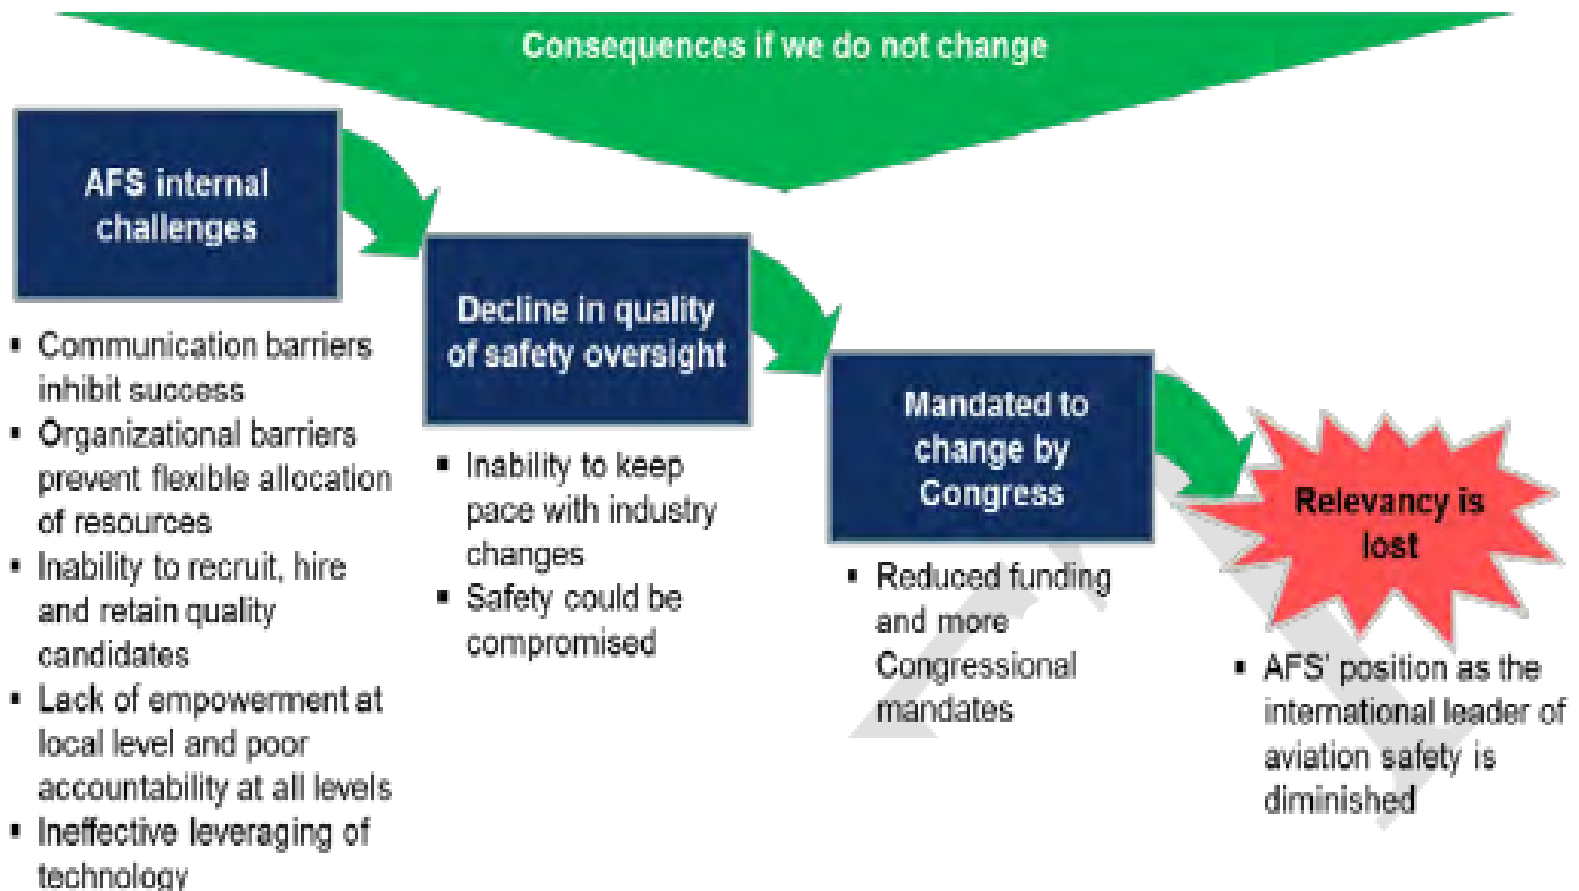 Consequences if we do not change
AFS internal
challenges
▪ Communication barriers
inhibit success
▪ Organizational barriers
prevent flexible allocation
of resources
▪ Inability to recruit, hire
and retain quality
candidates
▪ Lack of empowerment at
local level and poor
accountability at all levels
▪ Ineffective leveraging of
technology
Decline in quality
of safety oversight
▪ Inability to keep
pace with industry
changes
▪ Safety could be
compromised
Mandated to
change by
Congress
▪ Reduced funding
and more
Congressional
mandates
Relevancy is
lost
▪ AFS' position as the
international leader of
aviation safety is
diminished